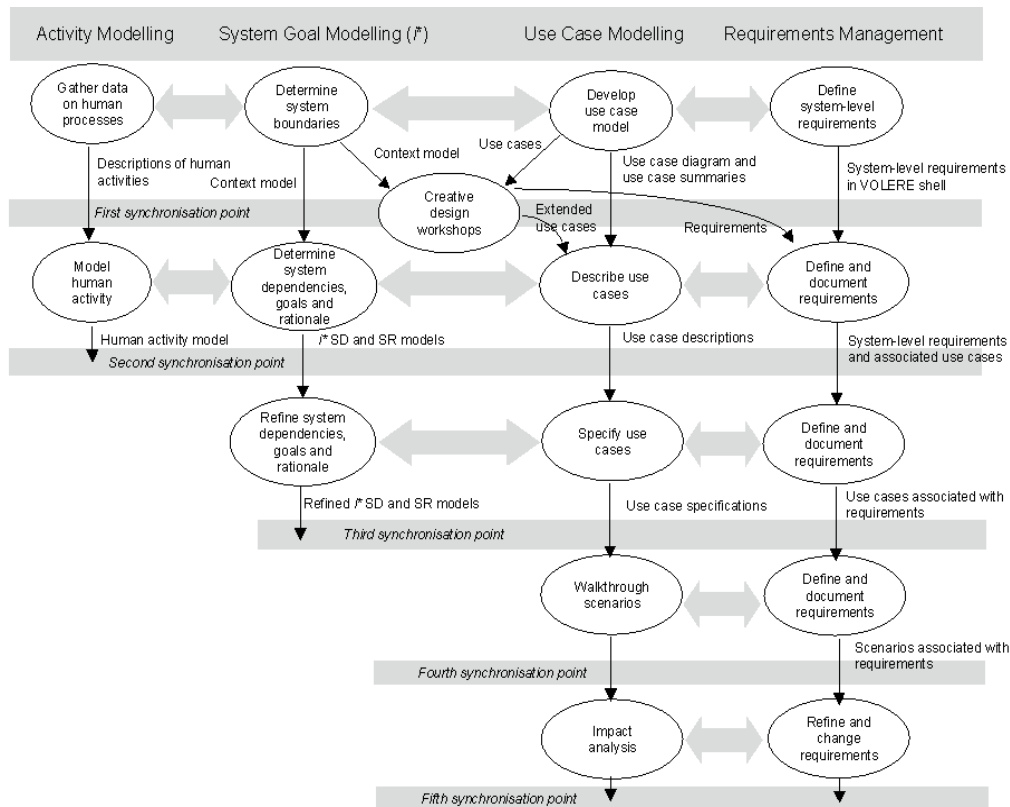 Activity Modelling
System Goal Modelling (i*)
Use Case Modelling
Requirements Management
Gather data
on human
processes
Determine
system
boundaries
Develop
use case
model
Define
system-level
requirements
Descriptions of human
activities
Context model
Context model
Use cases
Use case diagram and
use case summaries
System-level requirements
in VOLERE shell
Creative
design
workshops
First synchronisation point
Extended
use cases
Requirements
Model
human
activity
Determine
system
dependencies,
goals and
rationale
Describe use
cases
Define and
document
requirements
Human activity model
i* SD and SR models
Use case descriptions
System-level requirements
and associated use cases
Second synchronisation point
Refine system
dependencies,
goals and
rationale
Specify use
cases
Define and
document
requirements
Refined i* SD and SR models
Use case specifications
Use cases associated with
requirements
Third synchronisation point
Walkthrough
scenarios
Define and
document
requirements
Scenarios associated with
requirements
Fourth synchronisation point
Impact
analysis
Refine and
change
requirements
Fifth synchronisation point